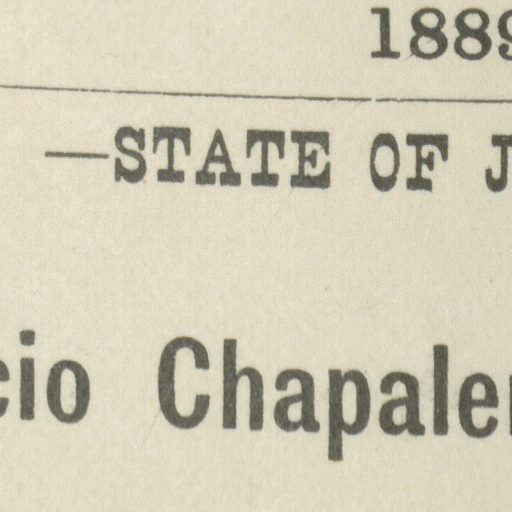 1889
—STATE OF J
cio Chapale